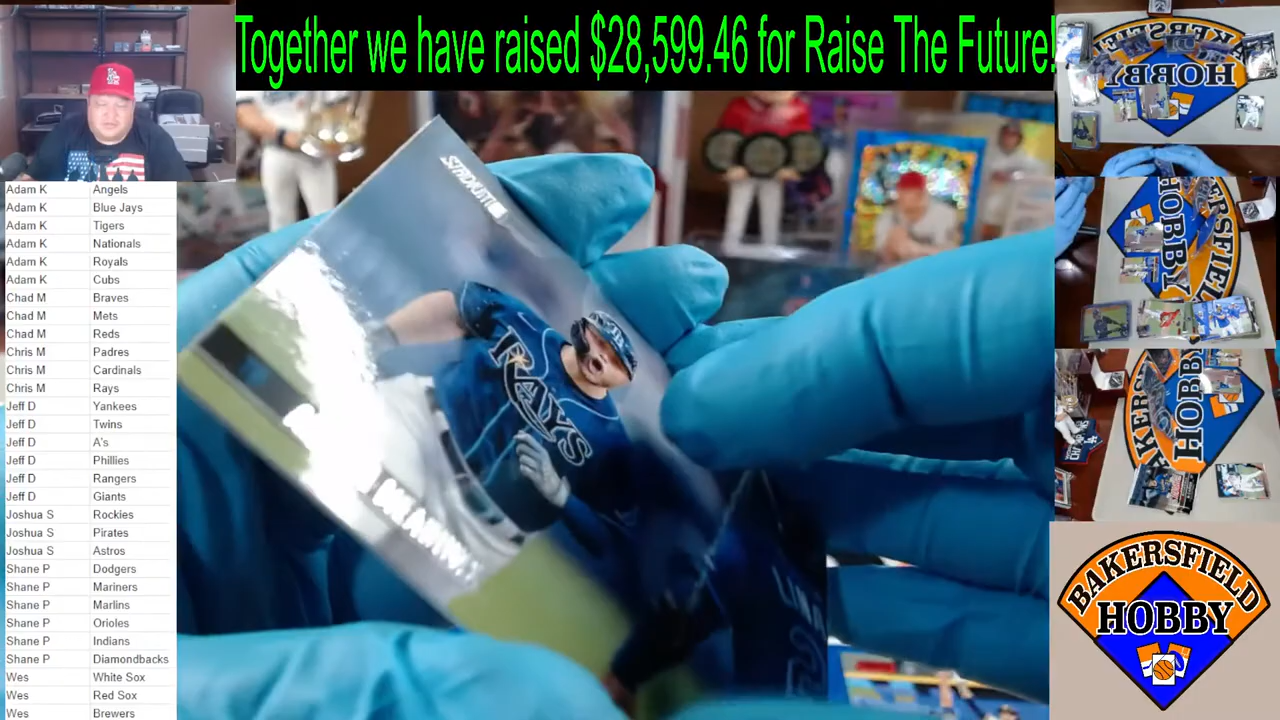 Together we have raised $28,599.46 for Raise The Future!
Adam K Angels
Adam K Blue Jays
Adam K Tigers
Adam K Nationals
Adam K Royals
Adam K Cubs
Chad M Braves
Chad M Mets
Chad M Reds
Chris M Padres
Chris M Cardinals
Chris M Rays
Jeff D Yankees
Jeff D Twins
Jeff D A's
Jeff D Phillies
Jeff D Rangers
Jeff D Giants
Joshua S Rockies
Joshua S Pirates
Joshua S Astros
Shane P Dodgers
Shane P Mariners
Shane P Marlins
Shane P Orioles
Shane P Indians
Shane P Diamondbacks
Wes White Sox
Wes Red Sox
Wes Brewers
RAYS
HOBBY
HOBBY
BAKERSFIELD
HOBBY